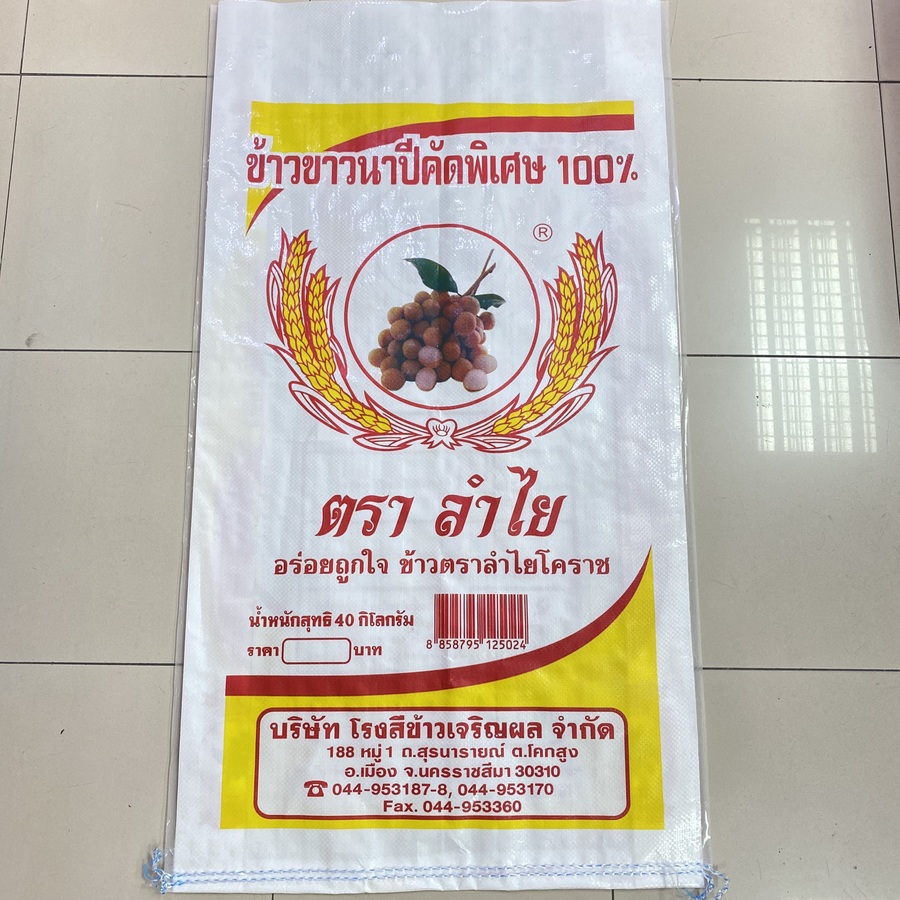 ข้าวขาวนาปีคัดพิเศษ 100%
®
ตรา ลำไย
อร่อยถูกใจ ข้าวตราลำไยโคราช
น้ำหนักสุทธิ 40 กิโลกรัม
ราคา บาท
8 858795 125024
บริษัท โรงสีข้าวเจริญผล จำกัด
188 หมู่ 1 ถ.สุรนารายณ์ ต.โคกสูง
อ.เมือง จ.นครราชสีมา 30310
☎ 044-953187-8, 044-953170
Fax. 044-953360